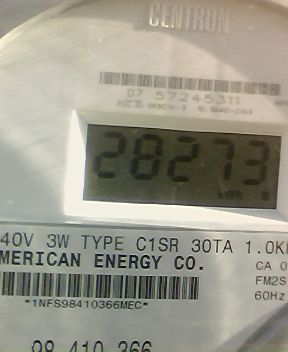 CENTRON
07 57245311
28273
kWh
40V 3W TYPE C1SR 30TA 1.0K
MERICAN ENERGY CO.
CA 0
FM2S
*1NFS98410366MEC*
60Hz
98 410 366